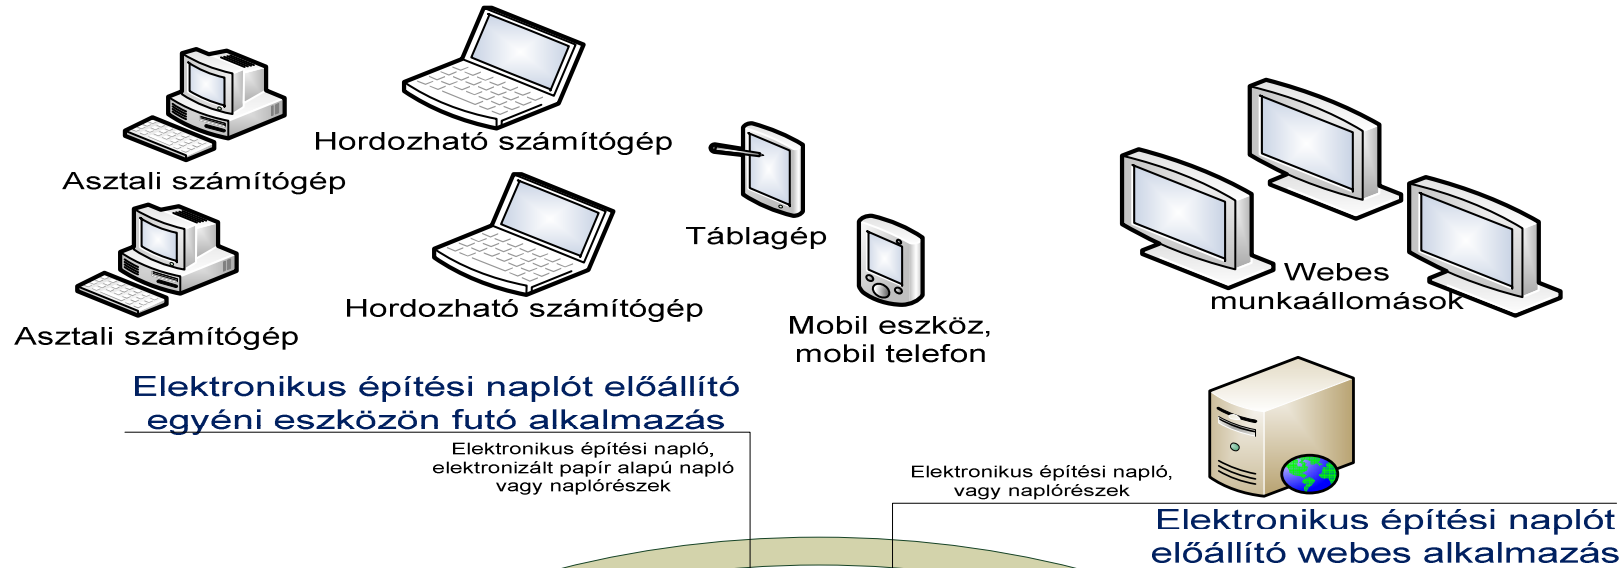 Hordozható számítógép
Asztali számítógép
Táblagép
Hordozható számítógép
Asztali számítógép
Mobil eszköz,
mobil telefon
Webes
munkaállomások
Elektronikus építési naplót előállító
egyéni eszközön futó alkalmazás
Elektronikus építési napló,
elektronizált papír alapú napló
vagy naplórészek
Elektronikus építési napló,
vagy naplórészek
Elektronikus építési naplót
előállító webes alkalmazás